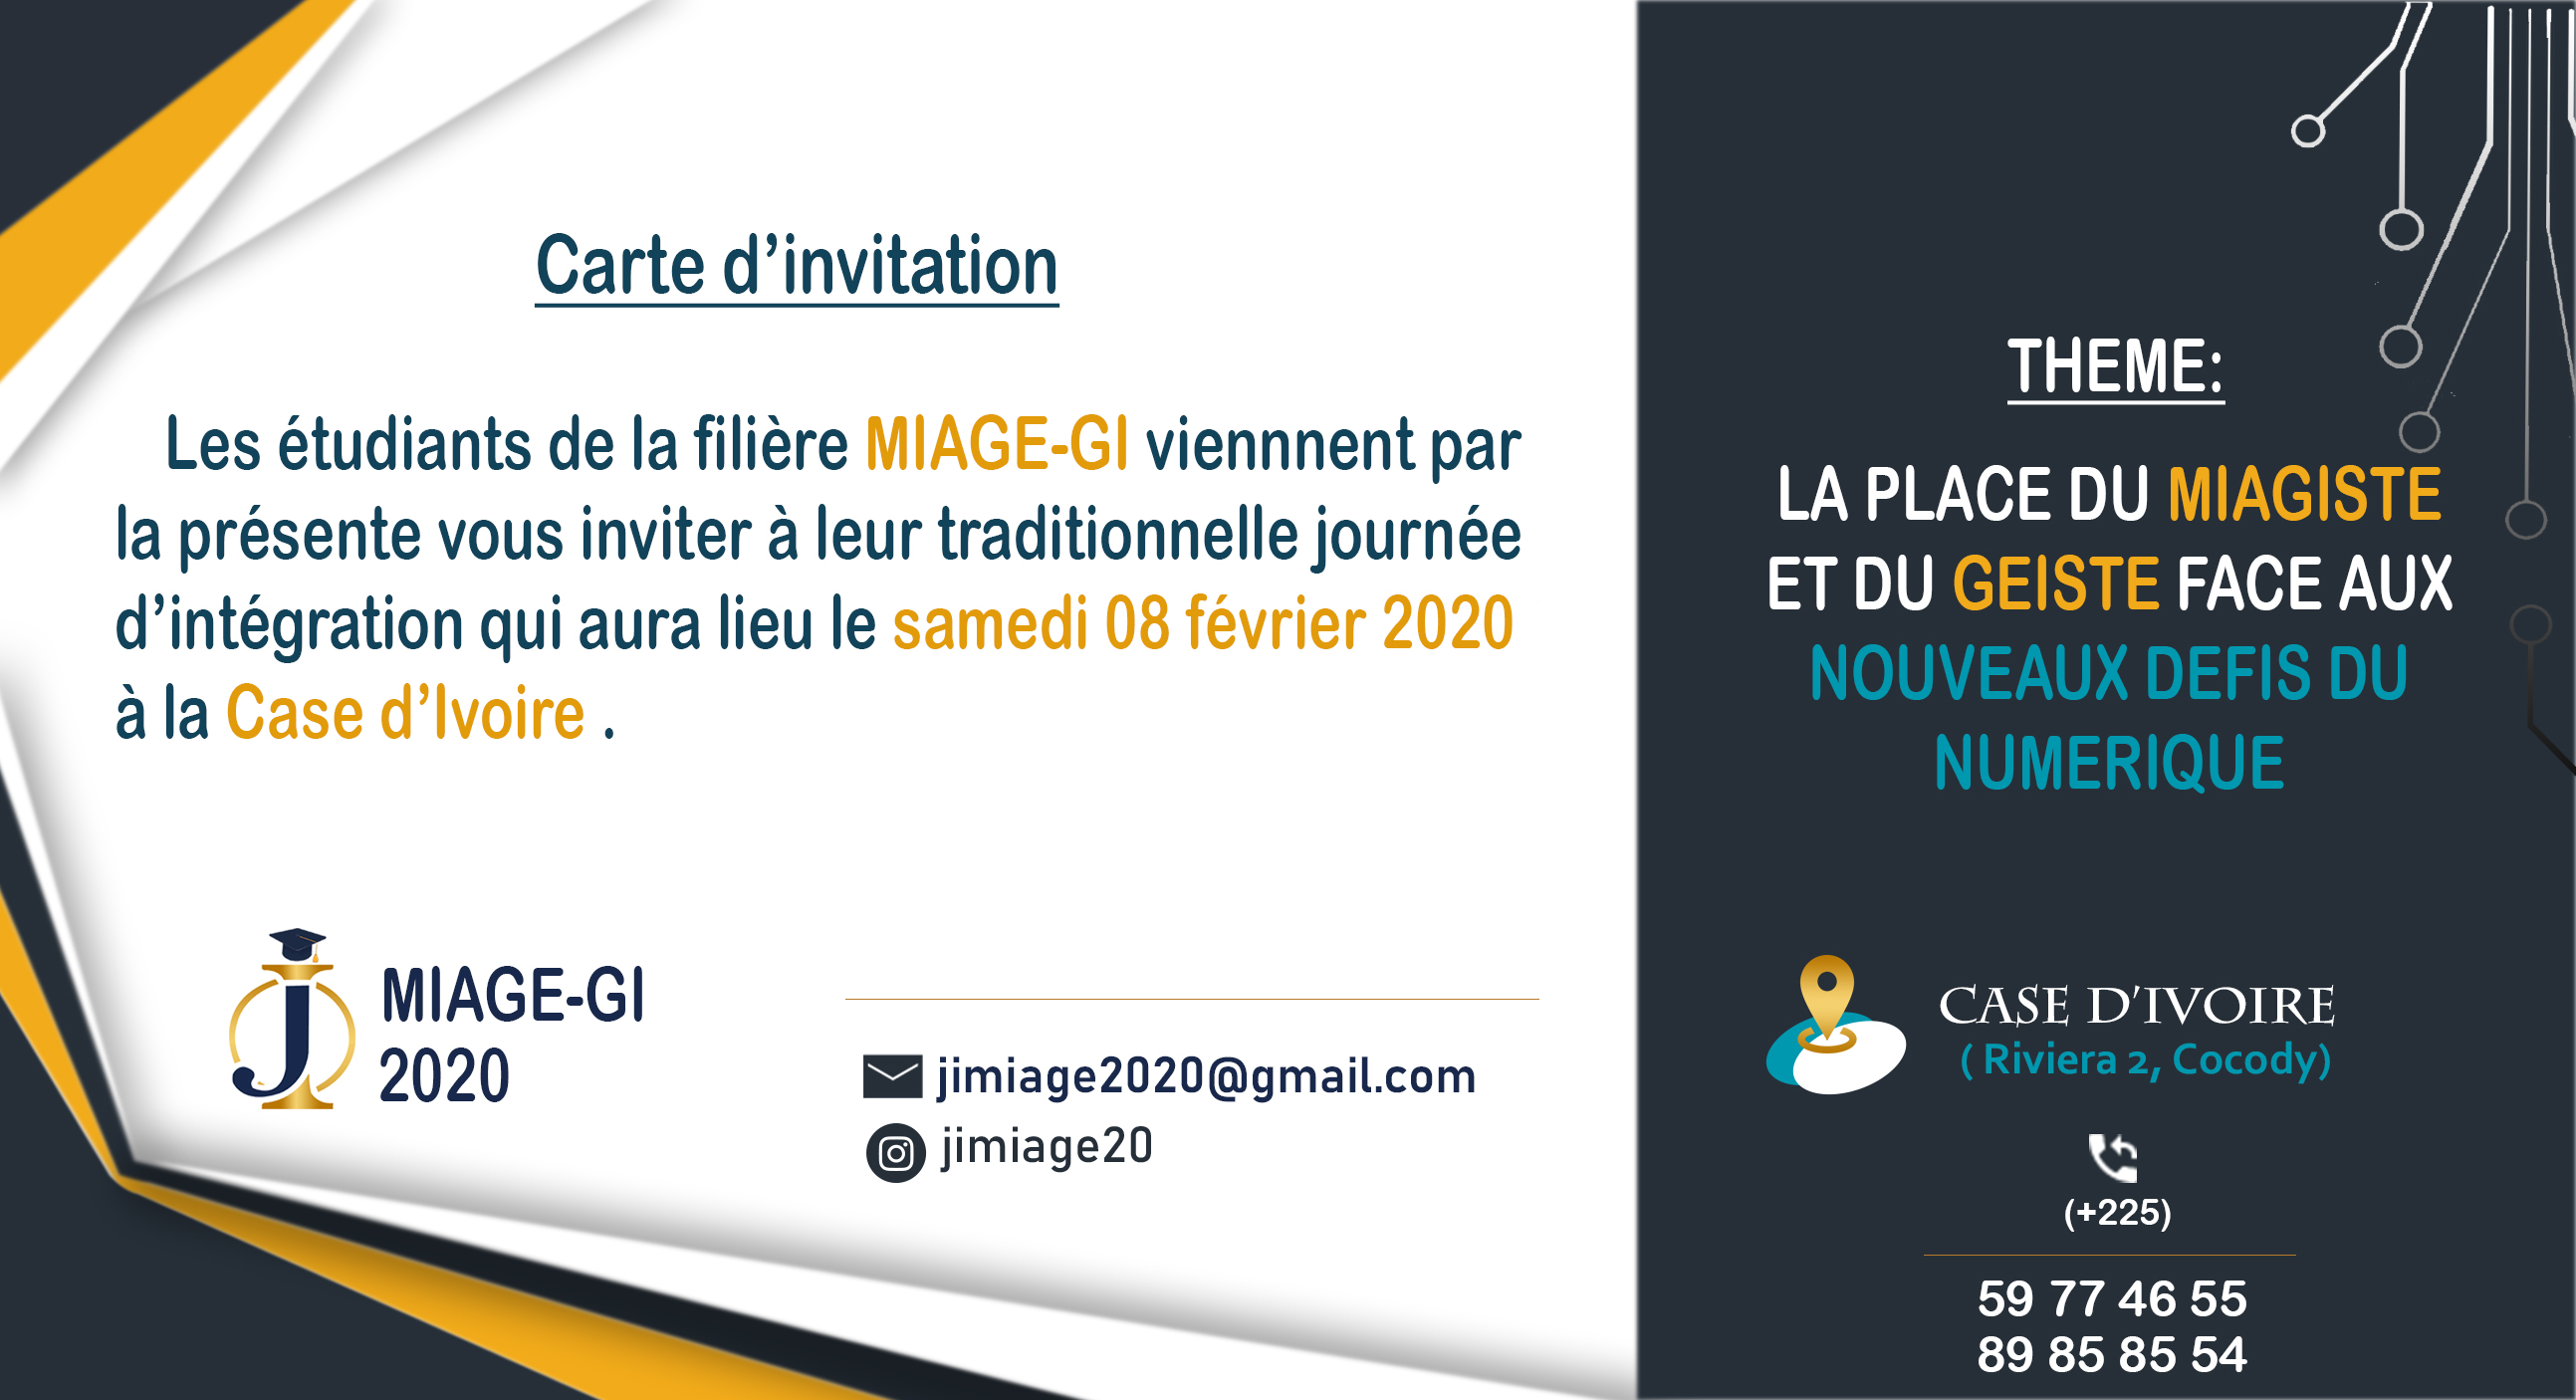 Carte d’invitation
Les étudiants de la filière MIAGE-GI viennnent par
la présente vous inviter à leur traditionnelle journée
d’intégration qui aura lieu le samedi 08 février 2020
à la Case d’Ivoire .
JI
MIAGE-GI
2020
jimiage2020@gmail.com
jimiage20
THEME:
LA PLACE DU MIAGISTE
ET DU GEISTE FACE AUX
NOUVEAUX DEFIS DU
NUMERIQUE
CASE D’IVOIRE
( Riviera 2, Cocody)
(+225)
59 77 46 55
89 85 85 54